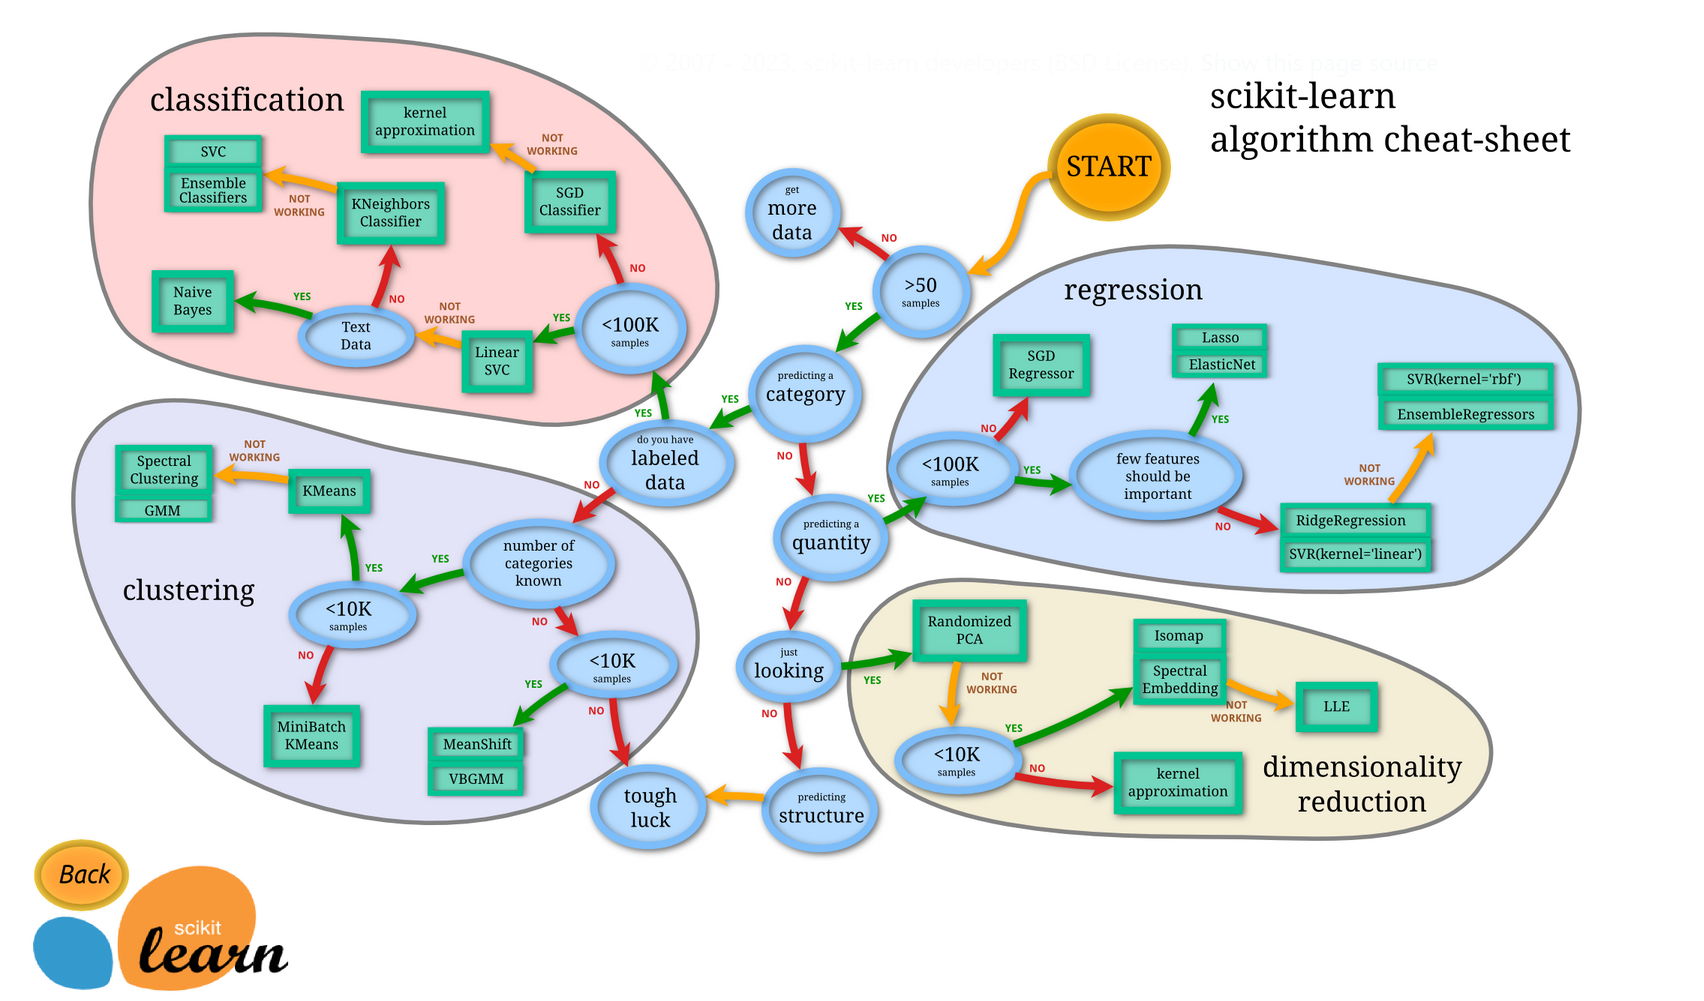 © 2007 - 2023, scikit-learn developers (BSD License). Show this page source
scikit-learn
algorithm cheat-sheet
START
get
more
data
NO
>50
samples
YES
predicting a
category
YES
NO
do you have
labeled
data
YES
NO
predicting a
quantity
YES
NO
just
looking
YES
NO
predicting
structure
tough
luck
classification
kernel
approximation
NOT
WORKING
SVC
Ensemble
Classifiers
NOT
WORKING
KNeighbors
Classifier
SGD
Classifier
NO
Naive
Bayes
YES
NO
Text
Data
NOT
WORKING
Linear
SVC
YES
<100K
samples
regression
SGD
Regressor
Lasso
ElasticNet
SVR(kernel='rbf')
EnsembleRegressors
NO
YES
<100K
samples
YES
few features
should be
important
NOT
WORKING
NO
RidgeRegression
SVR(kernel='linear')
clustering
Spectral
Clustering
GMM
NOT
WORKING
KMeans
YES
number of
categories
known
YES
NO
<10K
samples
NO
<10K
samples
YES
NO
MiniBatch
KMeans
MeanShift
VBGMM
Randomized
PCA
NOT
WORKING
Isomap
Spectral
Embedding
NOT
WORKING
LLE
YES
<10K
samples
NO
kernel
approximation
dimensionality
reduction
Back
scikit
learn